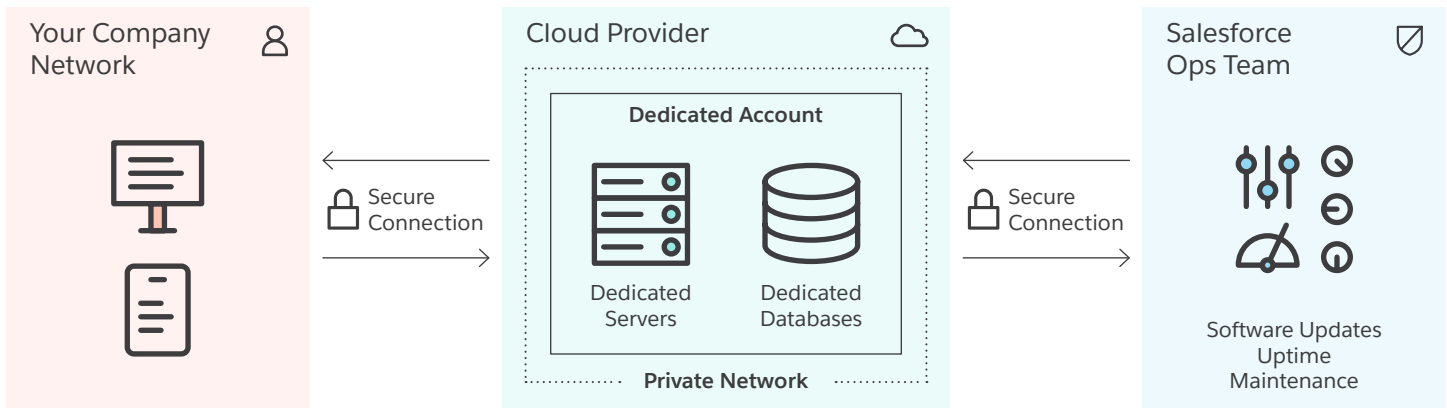 Your Company
Network
Secure
Connection
Cloud Provider
Dedicated Account
Dedicated
Servers
Dedicated
Databases
Private Network
Secure
Connection
Salesforce
Ops Team
Software Updates
Uptime
Maintenance